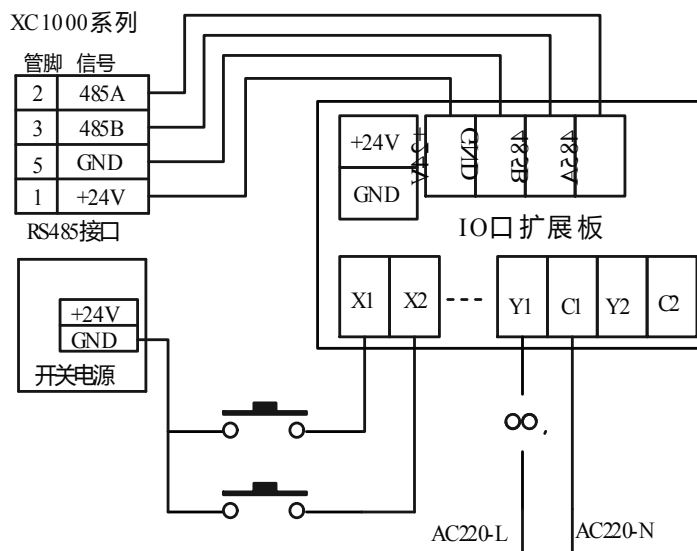 XC1000系列
管脚 信号
2 485A
3 485B
5 GND
1 +24V
RS485接口
+24V
GND
+24V GND 485B 485A
IO口扩展板
X1 X2 Y1 C1 Y2 C2
+24V
GND
开关电源
AC220-L AC220-N